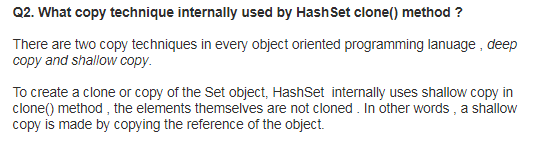 Q2. What copy technique internally used by HashSet clone() method ?
There are two copy techniques in every object oriented programming lanuage , deep
copy and shallow copy.
To create a clone or copy of the Set object, HashSet internally uses shallow copy in
clone() method , the elements themselves are not cloned . In other words , a shallow
copy is made by copying the reference of the object.